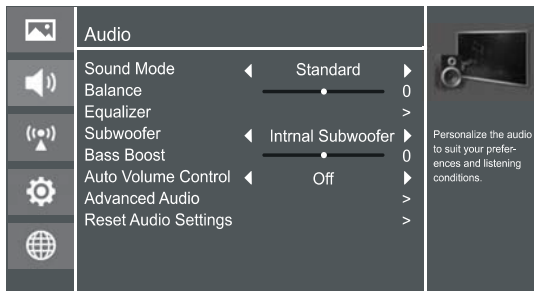 Audio
Sound Mode Standard
Balance 0
Equalizer >
Subwoofer Intrnal Subwoofer
Bass Boost 0
Auto Volume Control Off
Advanced Audio >
Reset Audio Settings >
Personalize the audio
to suit your prefer-
ences and listening
conditions.